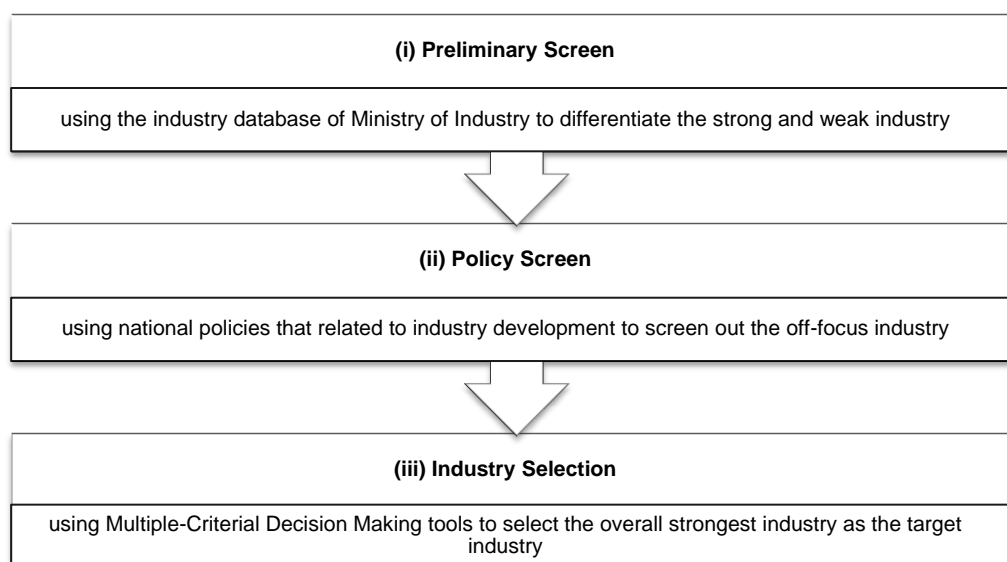 (i) Preliminary Screen
using the industry database of Ministry of Industry to differentiate the strong and weak industry
(ii) Policy Screen
using national policies that related to industry development to screen out the off-focus industry
(iii) Industry Selection
using Multiple-Criterial Decision Making tools to select the overall strongest industry as the target
industry